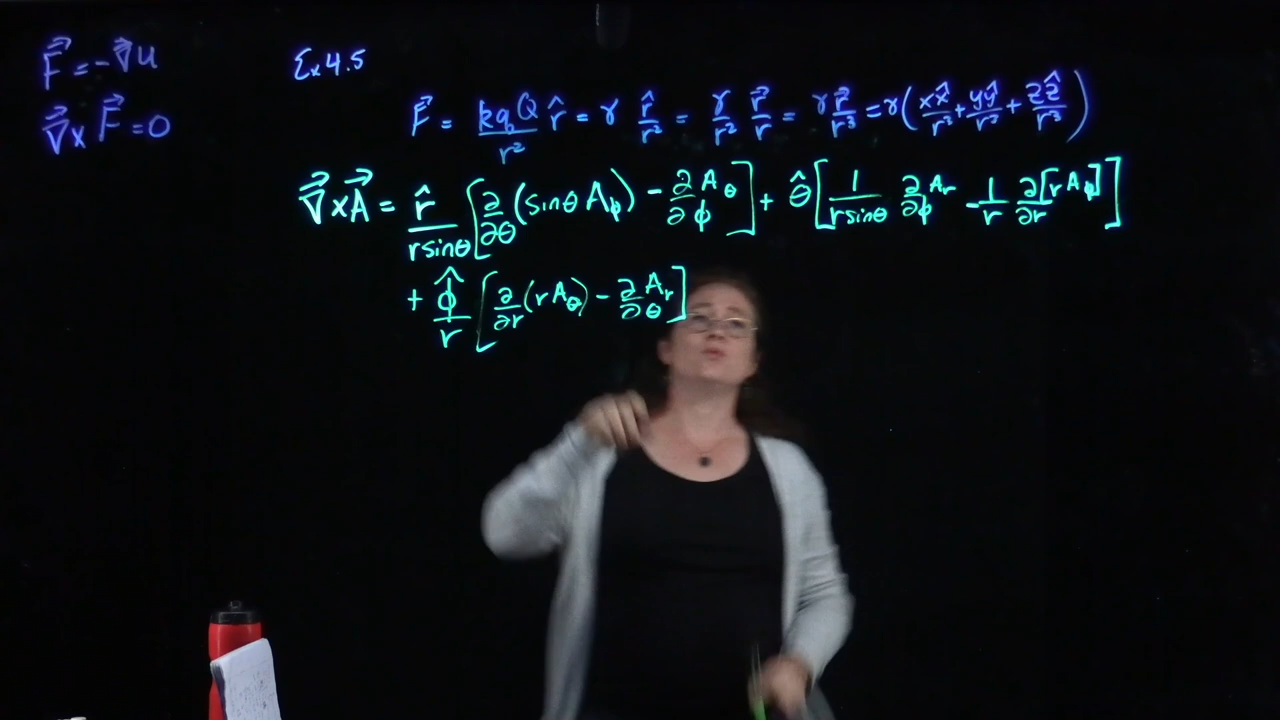 F⃗ = -∇⃗u
∇⃗ × F⃗ = 0
Ex 4.5
F⃗ = kqQ/r² r̂ = γ r̂/r² = γ/r² r⃗/r = γr⃗/r³ = γ(xx̂/r³ + yŷ/r³ + zẑ/r³)
∇⃗×A⃗ = r̂/(r sinθ) [∂/∂θ (sinθ A_ϕ) - ∂A_θ/∂ϕ] + θ̂ [1/(r sinθ) ∂A_r/∂ϕ - 1/r ∂/∂r [r A_ϕ]]
+ ϕ̂/r [∂/∂r (r A_θ) - ∂A_r/∂θ]